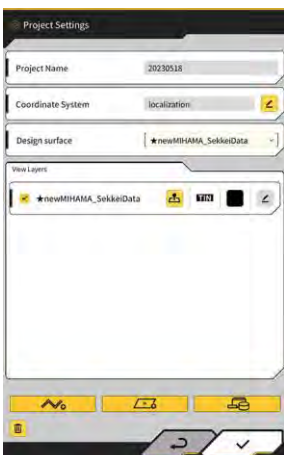 Project Settings
Project Name 20230518
Coordinate System localization
Design surface ★newMIHAMA_SekkeiData
View Layers
★newMIHAMA_SekkeiData TIN